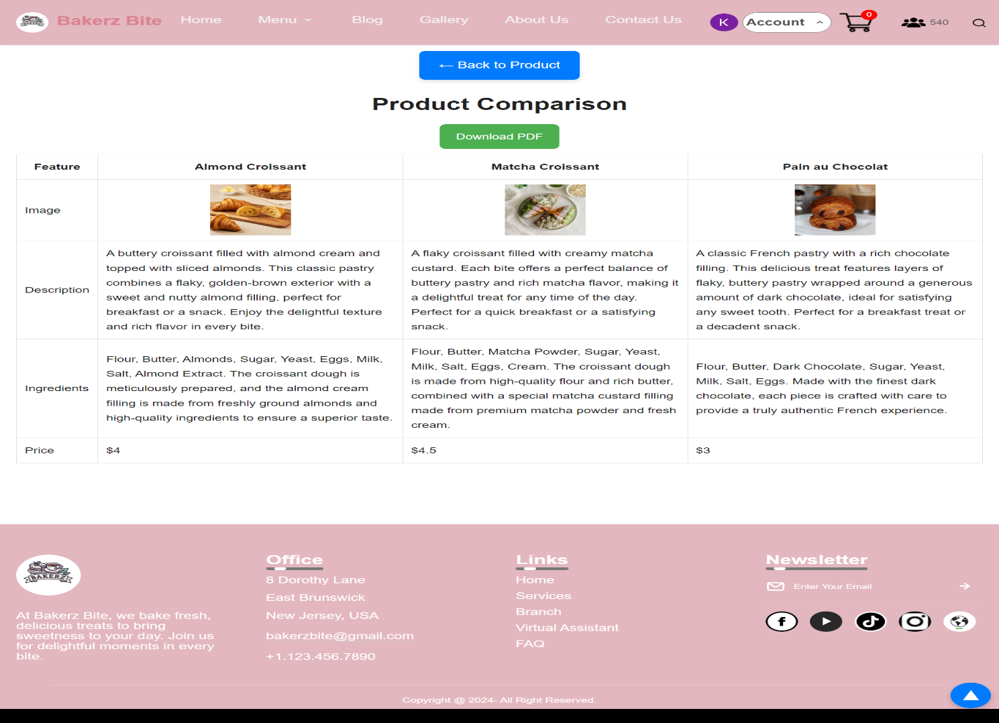 BAKERZ
Bakerz Bite
Home
Menu
Blog
Gallery
About Us
Contact Us
K
Account
0
540
← Back to Product
Product Comparison
Download PDF
Feature
Almond Croissant
Matcha Croissant
Pain au Chocolat
Image
Description
A buttery croissant filled with almond cream and
topped with sliced almonds. This classic pastry
combines a flaky, golden-brown exterior with a
sweet and nutty almond filling, perfect for
breakfast or a snack. Enjoy the delightful texture
and rich flavor in every bite.
A flaky croissant filled with creamy matcha
custard. Each bite offers a perfect balance of
buttery pastry and rich matcha flavor, making it
a delightful treat for any time of the day.
Perfect for a quick breakfast or a satisfying
snack.
A classic French pastry with a rich chocolate
filling. This delicious treat features layers of
flaky, buttery pastry wrapped around a generous
amount of dark chocolate, ideal for satisfying
any sweet tooth. Perfect for a breakfast treat or
a decadent snack.
Ingredients
Flour, Butter, Almonds, Sugar, Yeast, Eggs, Milk,
Salt, Almond Extract. The croissant dough is
meticulously prepared, and the almond cream
filling is made from freshly ground almonds and
high-quality ingredients to ensure a superior taste.
Flour, Butter, Matcha Powder, Sugar, Yeast,
Milk, Salt, Eggs, Cream. The croissant dough
is made from high-quality flour and rich butter,
combined with a special matcha custard filling
made from premium matcha powder and fresh
cream.
Flour, Butter, Dark Chocolate, Sugar, Yeast,
Milk, Salt, Eggs. Made with the finest dark
chocolate, each piece is crafted with care to
provide a truly authentic French experience.
Price
$4
$4.5
$3
BAKERZ
At Bakerz Bite, we bake fresh,
delicious treats to bring
sweetness to your day. Join us
for delightful moments in every
bite.
Office
8 Dorothy Lane
East Brunswick
New Jersey, USA
bakerzbite@gmail.com
+1.123.456.7890
Links
Home
Services
Branch
Virtual Assistant
FAQ
Newsletter
Enter Your Email
Copyright @ 2024- All Right Reserved.